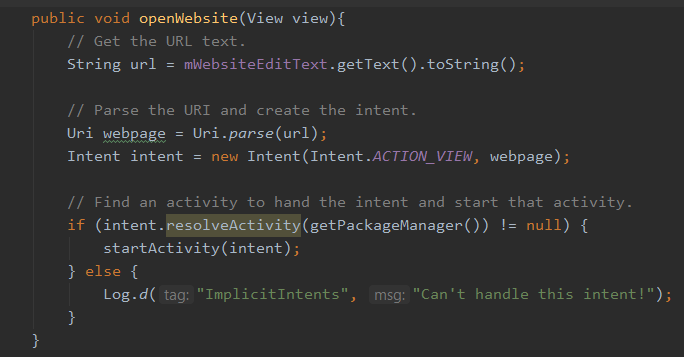 public void openWebsite(View view){
// Get the URL text.
String url = mWebsiteEditText.getText().toString();
// Parse the URI and create the intent.
Uri webpage = Uri.parse(url);
Intent intent = new Intent(Intent.ACTION_VIEW, webpage);
// Find an activity to hand the intent and start that activity.
if (intent.resolveActivity(getPackageManager()) != null) {
startActivity(intent);
} else {
Log.d( tag: "ImplicitIntents", msg: "Can't handle this intent!");
}
}